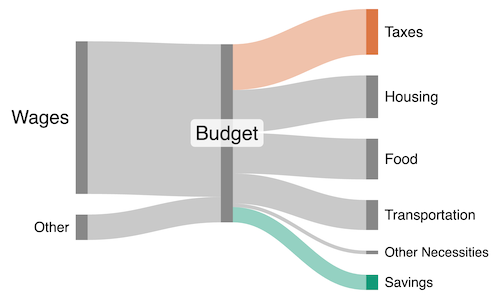 Wages
Other
Budget
Taxes
Housing
Food
Transportation
Other Necessities
Savings